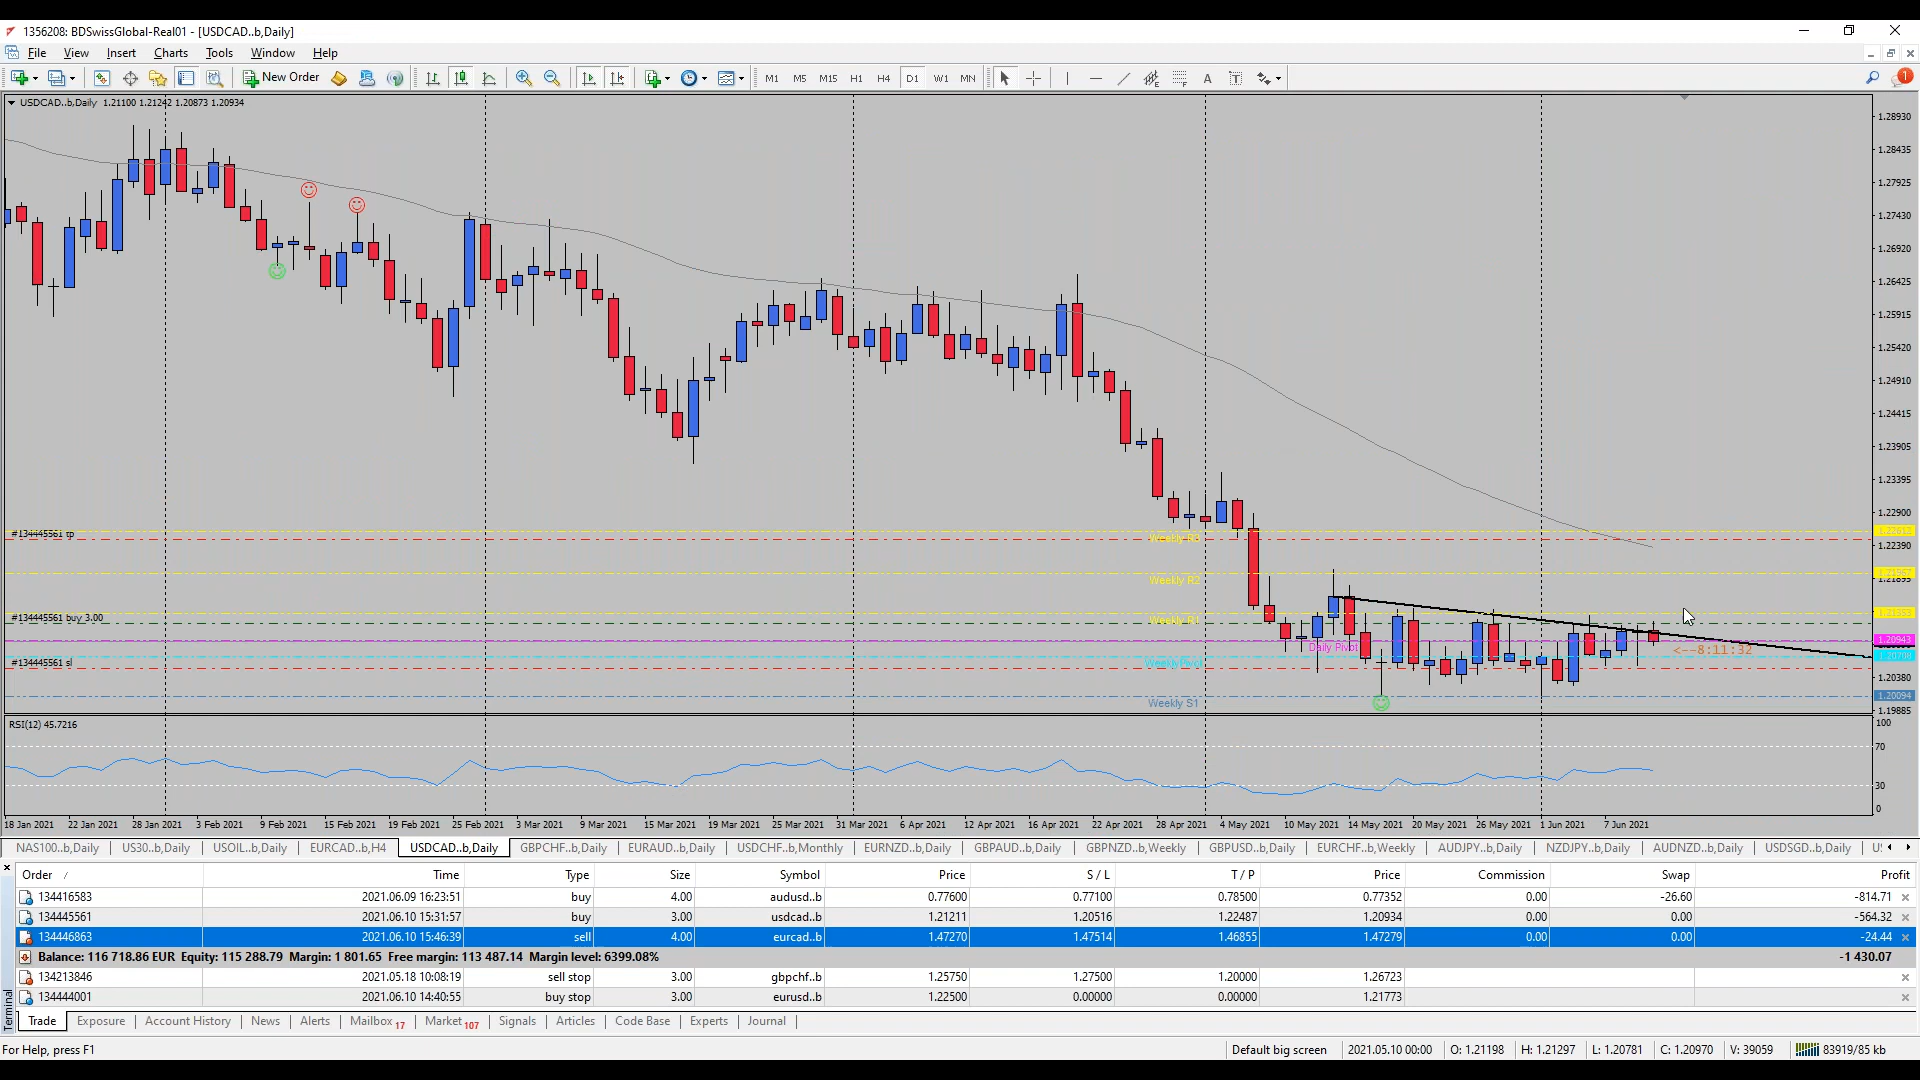 1356208: BDSwissGlobal-Real01 - [USDCAD..b,Daily]
File View Insert Charts Tools Window Help
New Order M1 M5 M15 H1 H4 D1 W1 MN A T 1
USDCAD..b,Daily 1.21100 1.21242 1.20873 1.20934
1.28930
1.28435
1.27925
1.27430
1.26920
1.26425
1.25915
1.25420
1.24910
1.24415
1.23905
1.23395
1.22900
#134445561 tp
Weekly R3
1.22390
Weekly R2
1.21895
#134445561 buy 3.00
Weekly R1
Daily Pivot
1.20943
<--8:11:32
#134445561 sl
Weekly Pivot
1.20380
1.20094
Weekly S1
1.19885
RSI(12) 45.7216
100
70
30
0
18 Jan 2021 22 Jan 2021 28 Jan 2021 3 Feb 2021 9 Feb 2021 15 Feb 2021 19 Feb 2021 25 Feb 2021 3 Mar 2021 9 Mar 2021 15 Mar 2021 19 Mar 2021 25 Mar 2021 31 Mar 2021 6 Apr 2021 12 Apr 2021 16 Apr 2021 22 Apr 2021 28 Apr 2021 4 May 2021 10 May 2021 14 May 2021 20 May 2021 26 May 2021 1 Jun 2021 7 Jun 2021
NAS100..b,Daily US30..b,Daily USOIL..b,Daily EURCAD..b,H4 USDCAD..b,Daily GBPCHF..b,Daily EURAUD..b,Daily USDCHF..b,Monthly EURNZD..b,Daily GBPAUD..b,Daily GBPNZD..b,Weekly GBPUSD..b,Daily EURCHF..b,Weekly AUDJPY..b,Daily NZDJPY..b,Daily AUDNZD..b,Daily USDSGD..b,Daily
Order / Time Type Size Symbol Price S / L T / P Price Commission Swap Profit
134416583 2021.06.09 16:23:51 buy 4.00 audusd..b 0.77600 0.77100 0.78500 0.77352 0.00 -26.60 -814.71
134445561 2021.06.10 15:31:57 buy 3.00 usdcad..b 1.21211 1.20516 1.22487 1.20934 0.00 0.00 -564.32
134446863 2021.06.10 15:46:39 sell 4.00 eurcad..b 1.47270 1.47514 1.46855 1.47279 0.00 0.00 -24.44
Balance: 116 718.86 EUR Equity: 115 288.79 Margin: 1 801.65 Free margin: 113 487.14 Margin level: 6399.08% -1 430.07
134213846 2021.05.18 10:08:19 sell stop 3.00 gbpchf..b 1.25750 1.27500 1.20000 1.26723
134444001 2021.06.10 14:40:55 buy stop 3.00 eurusd..b 1.22500 0.00000 0.00000 1.21773
Terminal
Trade Exposure Account History News Alerts Mailbox 17 Market 107 Signals Articles Code Base Experts Journal
For Help, press F1 Default big screen 2021.05.10 00:00 O: 1.21198 H: 1.21297 L: 1.20781 C: 1.20970 V: 39059 83919/85 kb